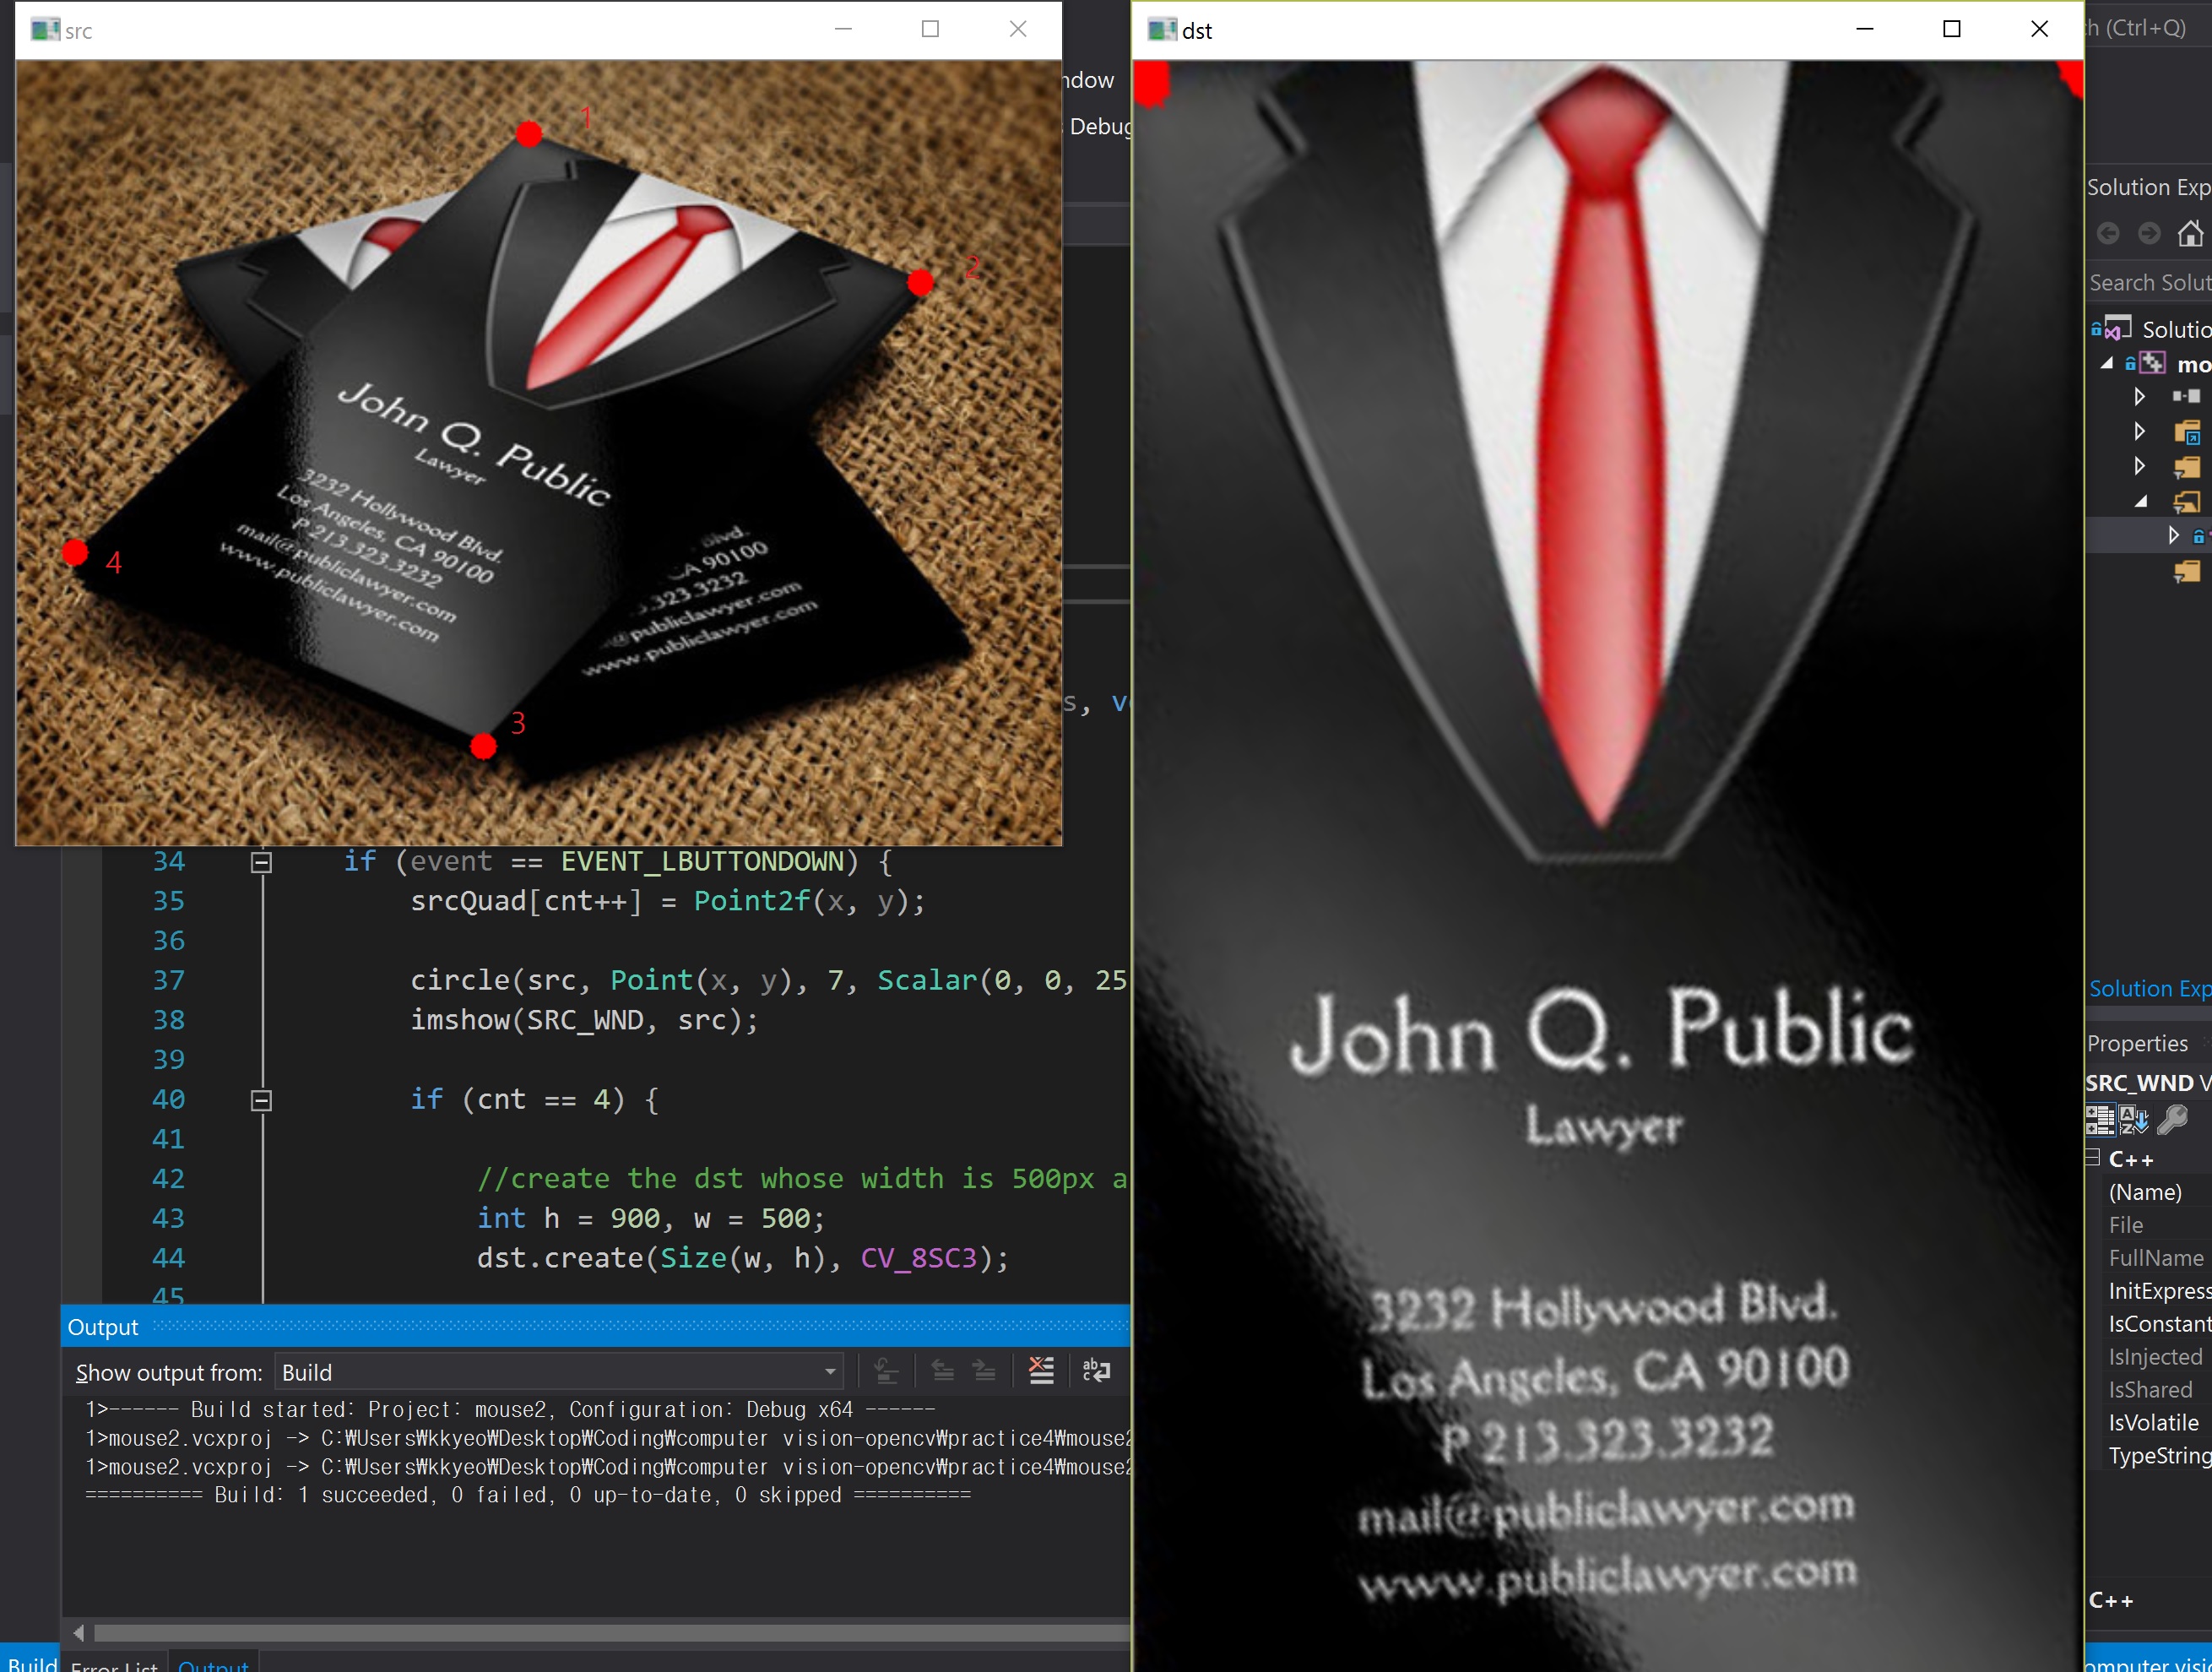 src
1
2
3
4
John Q. Public
Lawyer
3232 Hollywood Blvd.
Los Angeles, CA 90100
P 213.323.3232
mail@publiclawyer.com
www.publiclawyer.com
Blvd.
CA 90100
3.323.3232
@publiclawyer.com
www.publiclawyer.com
dst
John Q. Public
Lawyer
3232 Hollywood Blvd.
Los Angeles, CA 90100
P 213.323.3232
mail@publiclawyer.com
www.publiclawyer.com
ndow
Debug
s, v
34 if (event == EVENT_LBUTTONDOWN) {
35 srcQuad[cnt++] = Point2f(x, y);
36
37 circle(src, Point(x, y), 7, Scalar(0, 0, 25
38 imshow(SRC_WND, src);
39
40 if (cnt == 4) {
41
42 //create the dst whose width is 500px a
43 int h = 900, w = 500;
44 dst.create(Size(w, h), CV_8SC3);
45
Output
Show output from: Build
1>------ Build started: Project: mouse2, Configuration: Debug x64 ------
1>mouse2.vcxproj -> C:₩Users₩kkyeo₩Desktop₩Coding₩computer vision-opencv₩practice4₩mouse2
1>mouse2.vcxproj -> C:₩Users₩kkyeo₩Desktop₩Coding₩computer vision-opencv₩practice4₩mouse2
========== Build: 1 succeeded, 0 failed, 0 up-to-date, 0 skipped ==========
Build
Error List Output
h (Ctrl+Q)
Solution Exp
Search Solut
Solutio
mo
Solution Exp
Properties
SRC_WND V
C++
(Name)
File
FullName
InitExpress
IsConstant
IsInjected
IsShared
IsVolatile
TypeString
C++
omputer visi